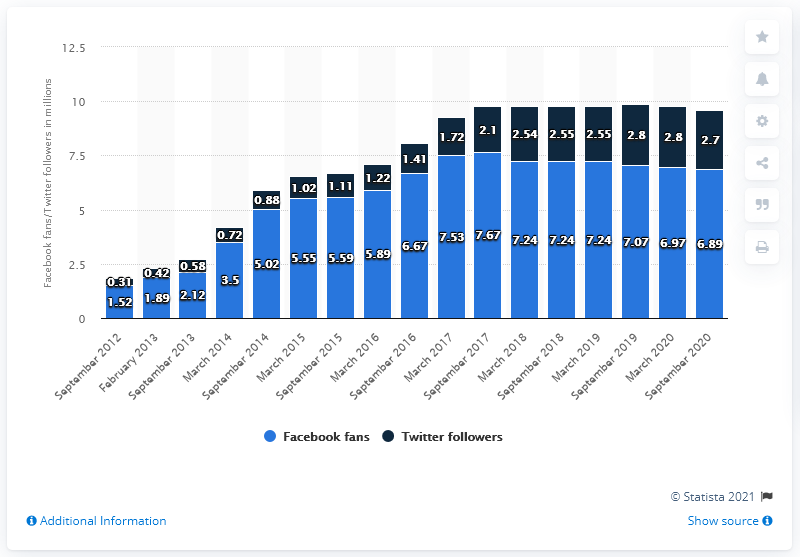 Facebook fans/Twitter followers in millions
12.5
10
7.5
5
2.5
0
0.31 0.42 0.58 0.72 0.88 1.02 1.11 1.22 1.41 1.72 2.1 2.54 2.55 2.55 2.8 2.8 2.7
1.52 1.89 2.12 3.5 5.02 5.55 5.59 5.89 6.67 7.53 7.67 7.24 7.24 7.24 7.07 6.97 6.89
September 2012
February 2013
September 2013
March 2014
September 2014
March 2015
September 2015
March 2016
September 2016
March 2017
September 2017
March 2018
September 2018
March 2019
September 2019
March 2020
September 2020
Facebook fans Twitter followers
© Statista 2021
Additional Information Show source